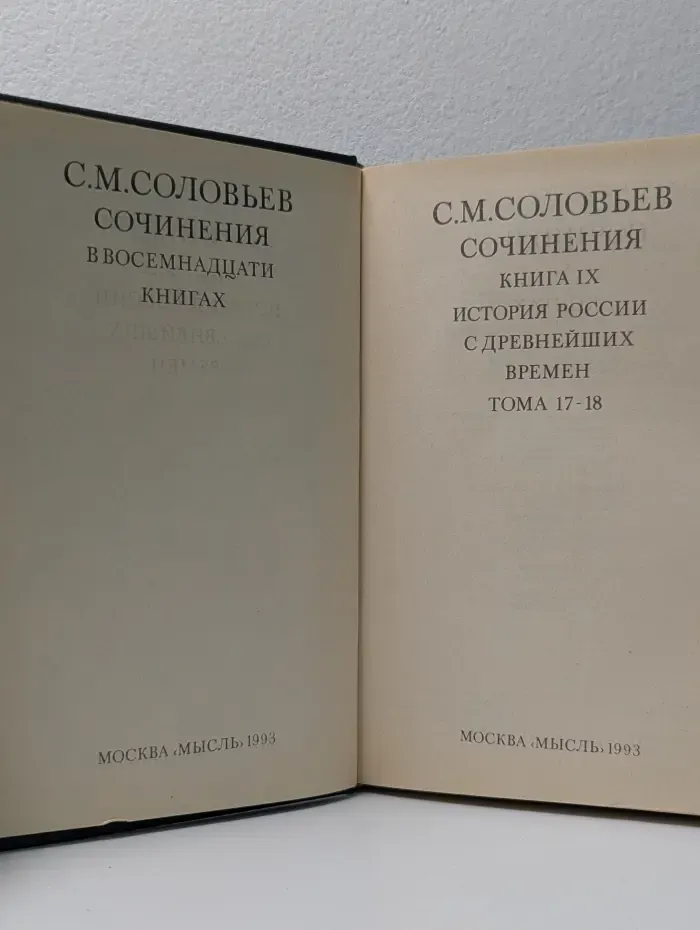 С.М.СОЛОВЬЕВ
СОЧИНЕНИЯ
В ВОСЕМНАДЦАТИ
КНИГАХ
МОСКВА «МЫСЛЬ» 1993
С.М.СОЛОВЬЕВ
СОЧИНЕНИЯ
КНИГА IX
ИСТОРИЯ РОССИИ
С ДРЕВНЕЙШИХ
ВРЕМЕН
ТОМА 17-18
МОСКВА «МЫСЛЬ» 1993